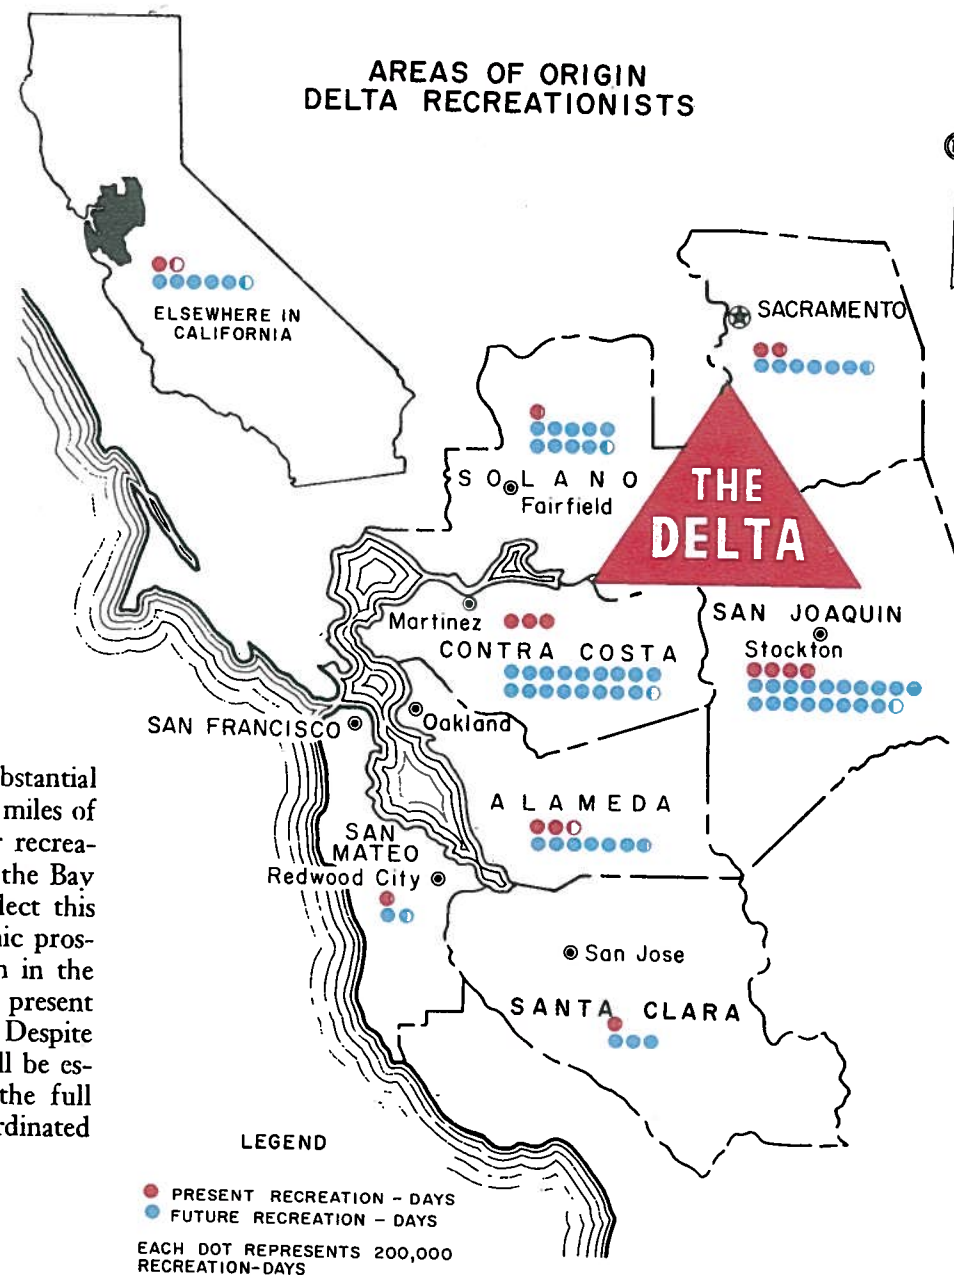 AREAS OF ORIGIN
DELTA RECREATIONISTS
ELSEWHERE IN
CALIFORNIA
SACRAMENTO
SOLANO
Fairfield
THE
DELTA
Martinez
CONTRA COSTA
SAN JOAQUIN
Stockton
SAN FRANCISCO
Oakland
ALAMEDA
SAN
MATEO
Redwood City
San Jose
SANTA CLARA
bstantial
miles of
recrea-
the Bay
lect this
ic pros-
n in the
present
Despite
ll be es-
the full
rdinated
LEGEND
PRESENT RECREATION - DAYS
FUTURE RECREATION - DAYS
EACH DOT REPRESENTS 200,000
RECREATION-DAYS